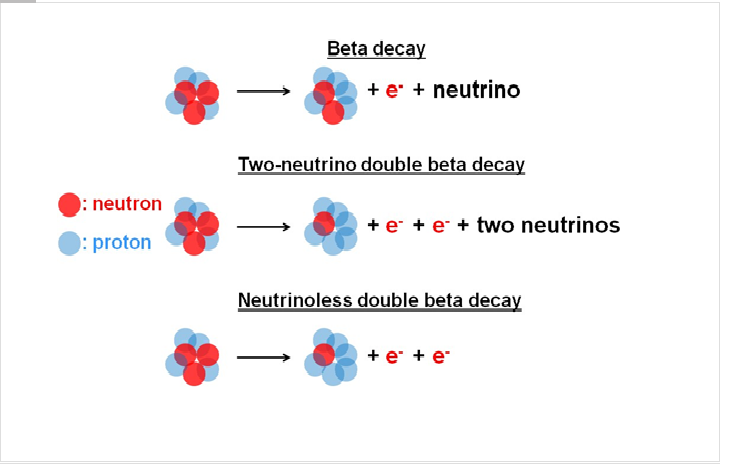 Beta decay
+ e- + neutrino
Two-neutrino double beta decay
: neutron
: proton
+ e- + e- + two neutrinos
Neutrinoless double beta decay
+ e- + e-